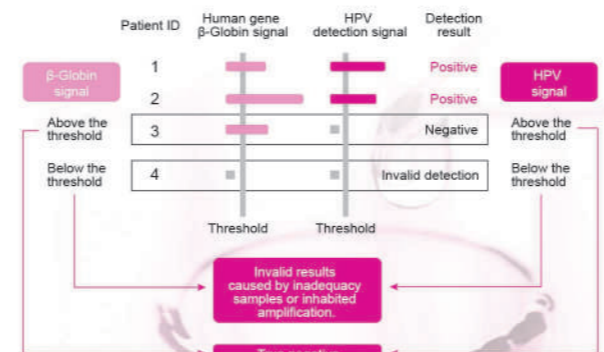 Patient ID
Human gene
β-Globin signal
HPV
detection signal
Detection
result
β-Globin
signal
1
Positive
HPV
signal
2
Positive
Above the
threshold
3
Negative
Above the
threshold
Below the
threshold
4
Invalid detection
Below the
threshold
Threshold
Threshold
Invalid results
caused by inadequacy
samples or inhabited
amplification.